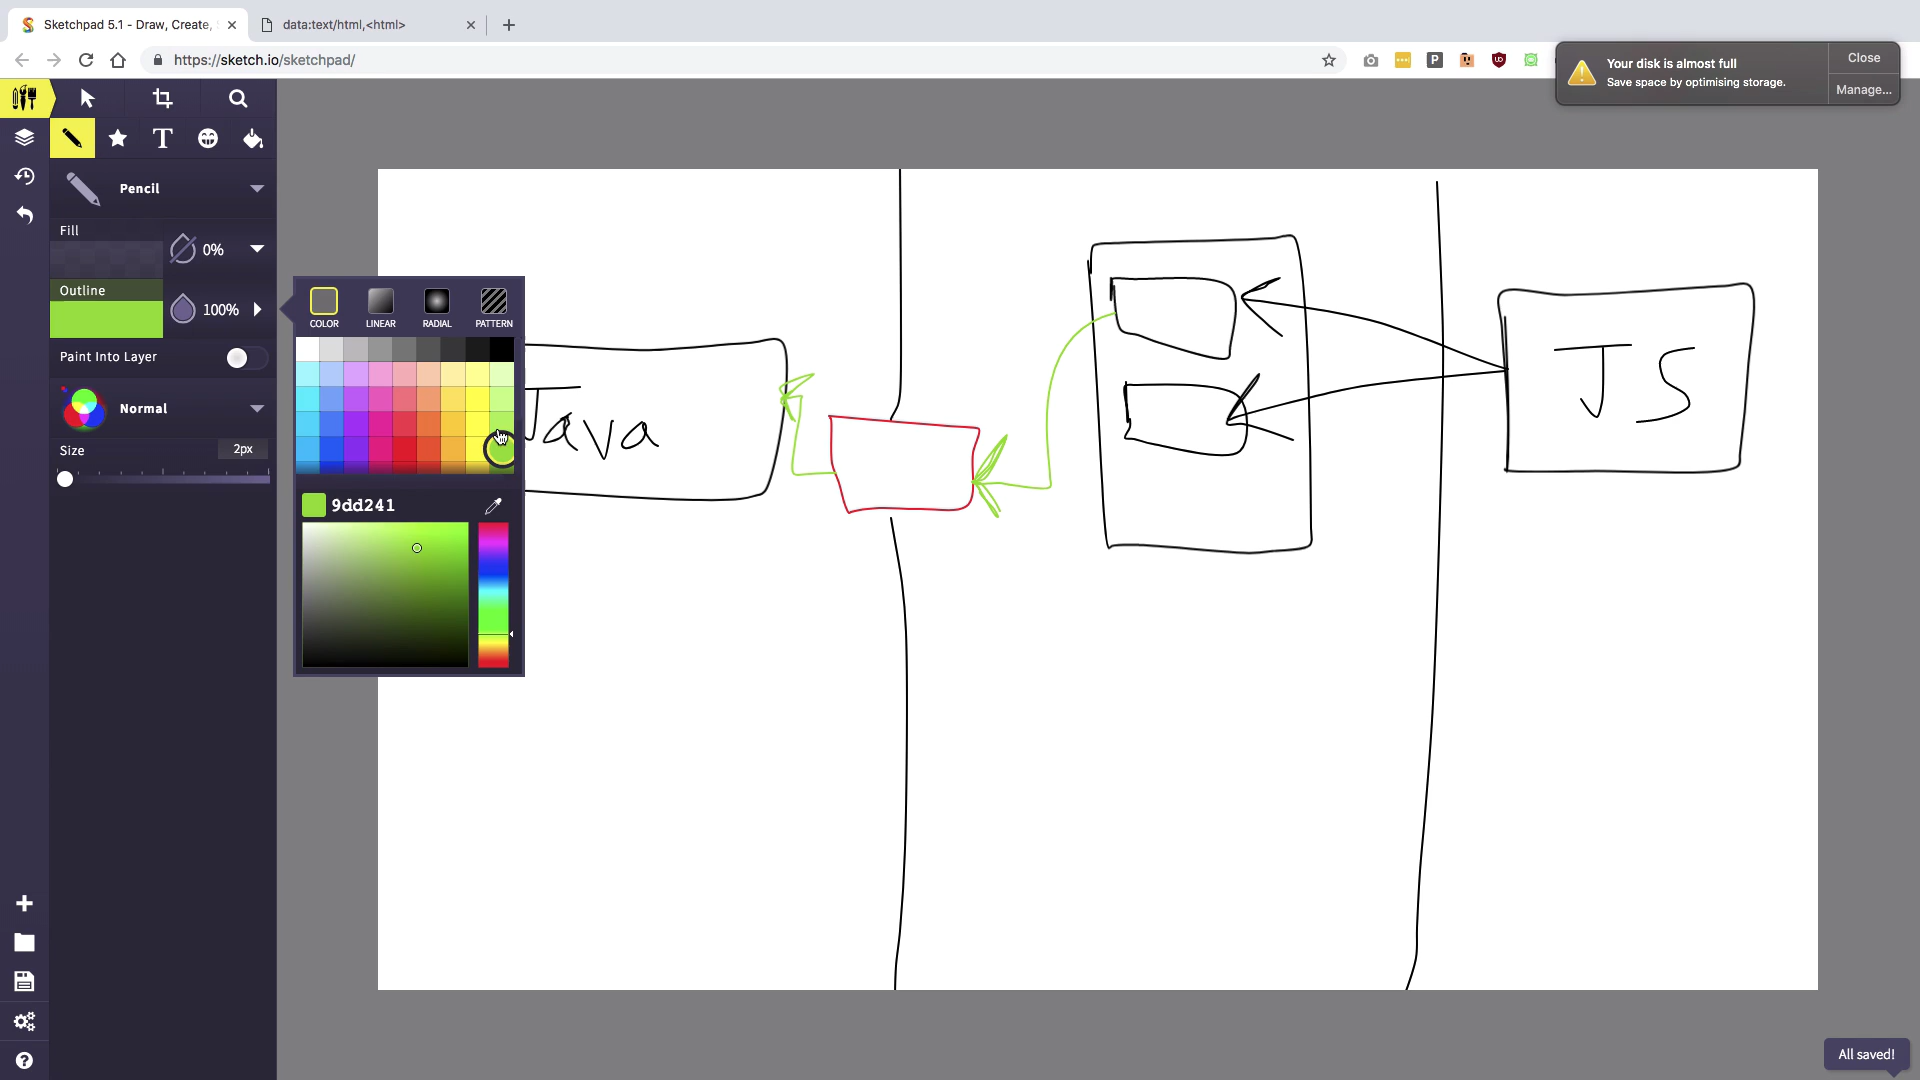 Sketchpad 5.1 - Draw, Create,
data:text/html,<html>
https://sketch.io/sketchpad/
Your disk is almost full
Save space by optimising storage.
Close
Manage...
T
Pencil
Fill
0%
Outline
100%
Paint Into Layer
Normal
Size
2px
COLOR
LINEAR
RADIAL
PATTERN
9dd241
Java
JS
All saved!